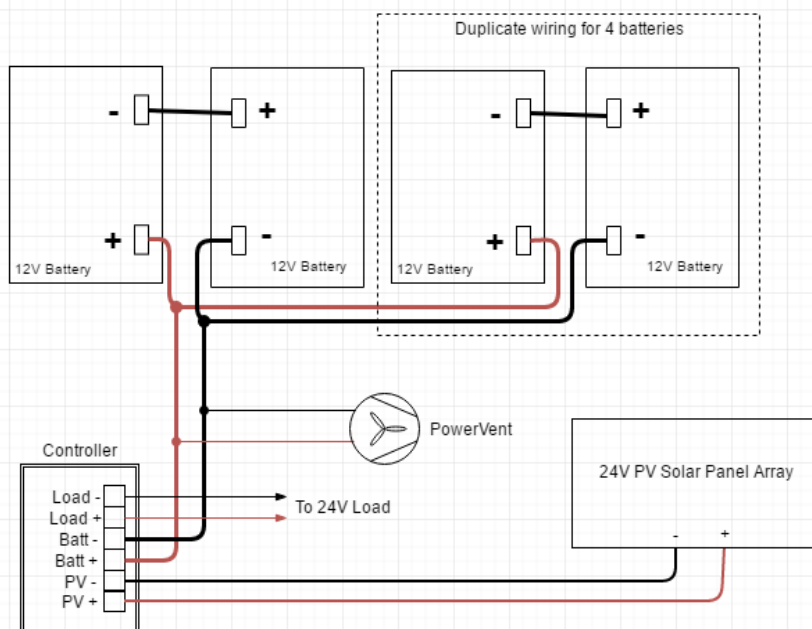 Duplicate wiring for 4 batteries
- + - +
+ - + -
12V Battery 12V Battery 12V Battery 12V Battery
PowerVent
Controller
24V PV Solar Panel Array
- +
Load -
To 24V Load
Load +
Batt -
Batt +
PV -
PV +